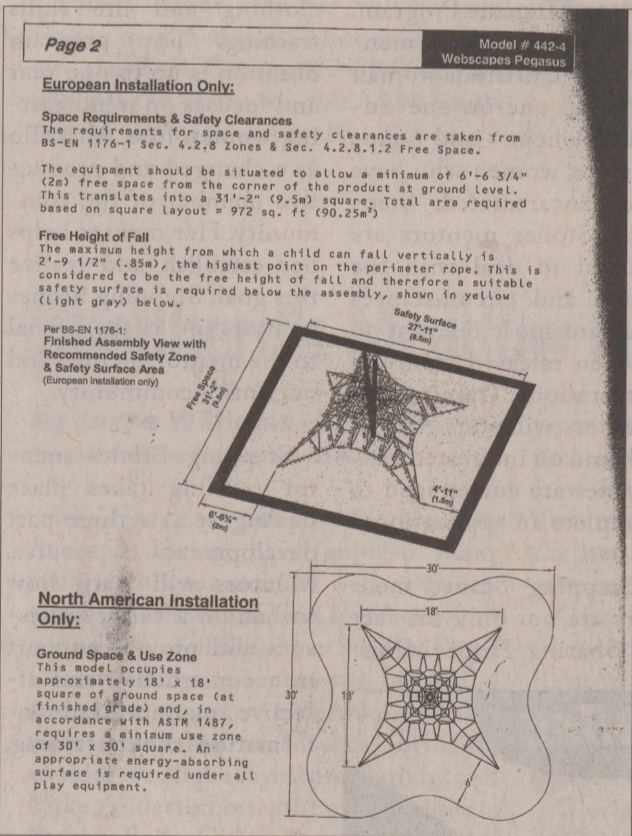 Page 2
Model # 442-4
Webscapes Pegasus
European Installation Only:
Space Requirements & Safety Clearances
The requirements for space and safety clearances are taken from
BS-EN 1176-1 Sec. 4.2.8 Zones & Sec. 4.2.8.1.2 Free Space.
The equipment should be situated to allow a minimum of 6'-6 3/4"
(2m) free space from the corner of the product at ground level.
This translates into a 31'-2" (9.5m) square. Total area required
based on square layout = 972 sq. ft (90.25m²)
Free Height of Fall
The maximum height from which a child can fall vertically is
2'-9 1/2" (.85m), the highest point on the perimeter rope. This is
considered to be the free height of fall and therefore a suitable
safety surface is required below the assembly, shown in yellow
(light gray) below.
Per BS-EN 1176-1:
Finished Assembly View with
Recommended Safety Zone
& Safety Surface Area
(European Installation only)
Safety Surface
27'-11"
(8.5m)
Free Space
31'-2"
(9.5m)
4'-11"
(1.5m)
6'-6¾"
(2m)
North American Installation
Only:
Ground Space & Use Zone
This model occupies
approximately 18' x 18'
square of ground space (at
finished grade) and, in
accordance with ASTM 1487,
requires a minimum use zone
of 30' x 30' square. An
appropriate energy-absorbing
surface is required under all
play equipment.
30'
18'
30'
18'
6'